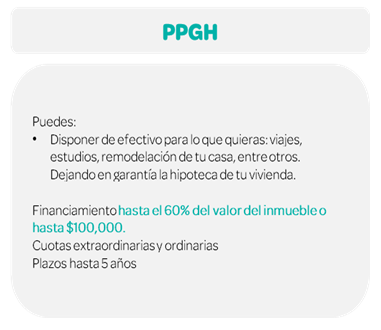 PPGH
Puedes:
• Disponer de efectivo para lo que quieras: viajes,
estudios, remodelación de tu casa, entre otros.
Dejando en garantía la hipoteca de tu vivienda.
Financiamiento hasta el 60% del valor del inmueble o
hasta $100,000.
Cuotas extraordinarias y ordinarias
Plazos hasta 5 años